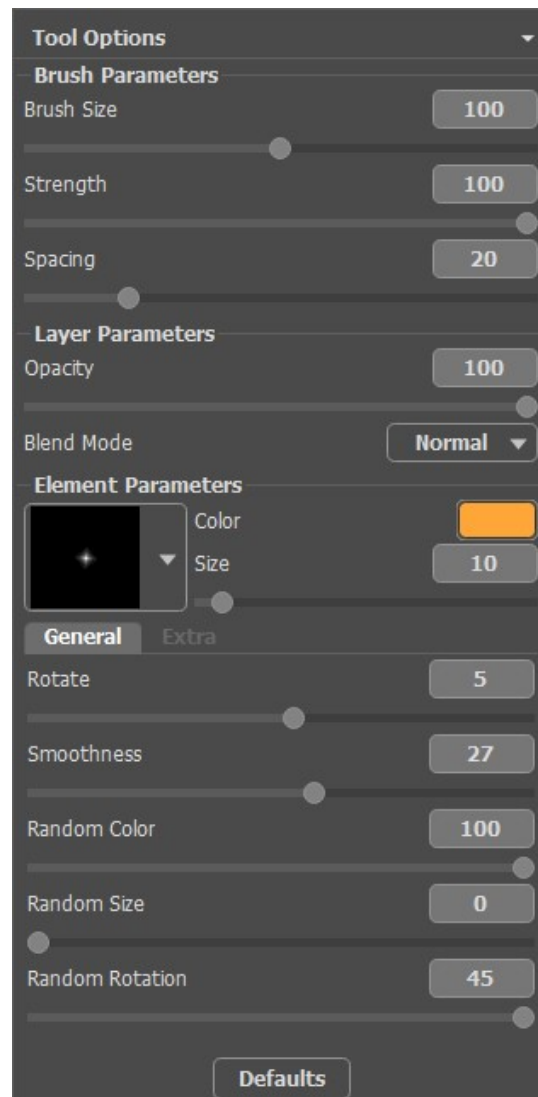 Tool Options
Brush Parameters
Brush Size 100
Strength 100
Spacing 20
Layer Parameters
Opacity 100
Blend Mode Normal
Element Parameters
Color
Size 10
General Extra
Rotate 5
Smoothness 27
Random Color 100
Random Size 0
Random Rotation 45
Defaults